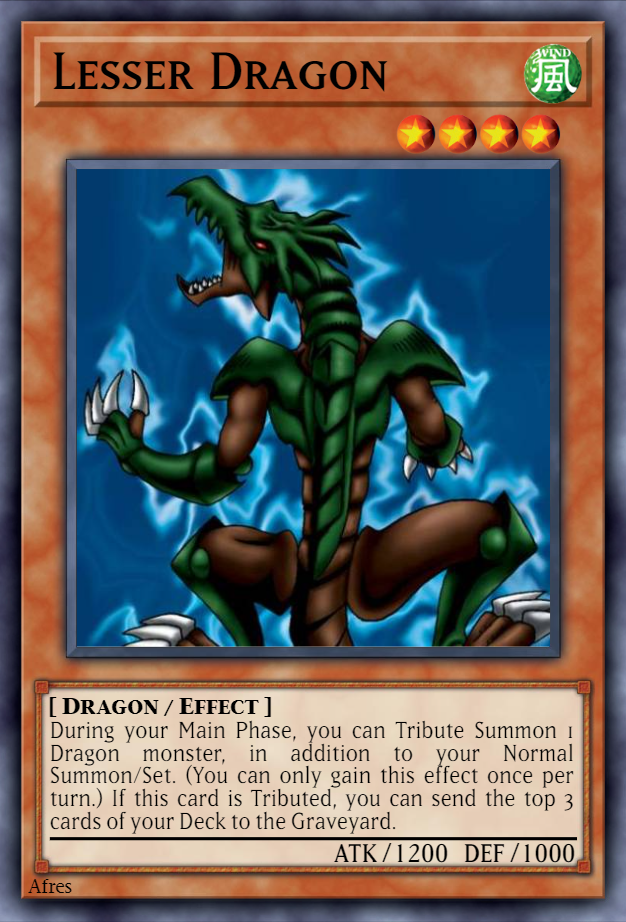 Lesser Dragon
WIND
風
[ Dragon / Effect ]
During your Main Phase, you can Tribute Summon 1
Dragon monster, in addition to your Normal
Summon/Set. (You can only gain this effect once per
turn.) If this card is Tributed, you can send the top 3
cards of your Deck to the Graveyard.
ATK/1200 DEF/1000
Afres